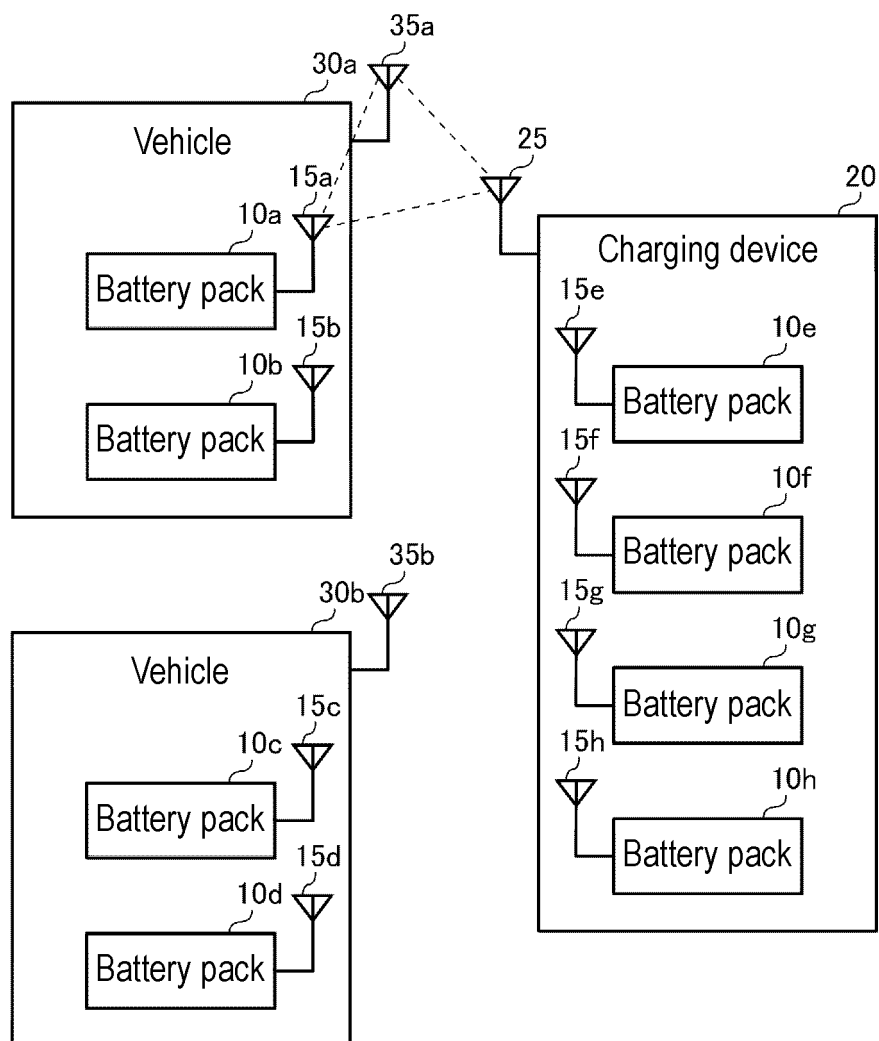 35a
30a
Vehicle
25
15a
20
10a
Charging device
Battery pack
15e
15b
10e
10b
Battery pack
Battery pack
15f
10f
Battery pack
35b
15g
30b
10g
Vehicle
Battery pack
15c
10c
15h
10h
Battery pack
Battery pack
15d
10d
Battery pack